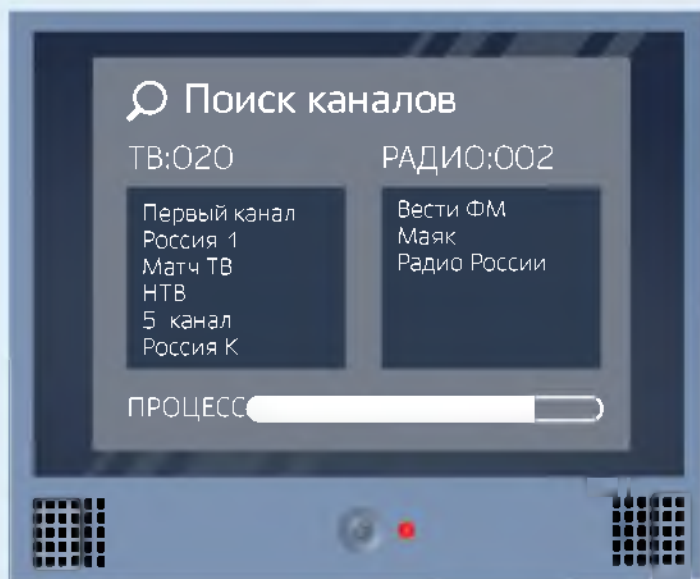 Поиск каналов
ТВ:020
РАДИО:002
Первый канал
Россия 1
Матч ТВ
НТВ
5 канал
Россия К
Вести ФМ
Маяк
Радио России
ПРОЦЕСС